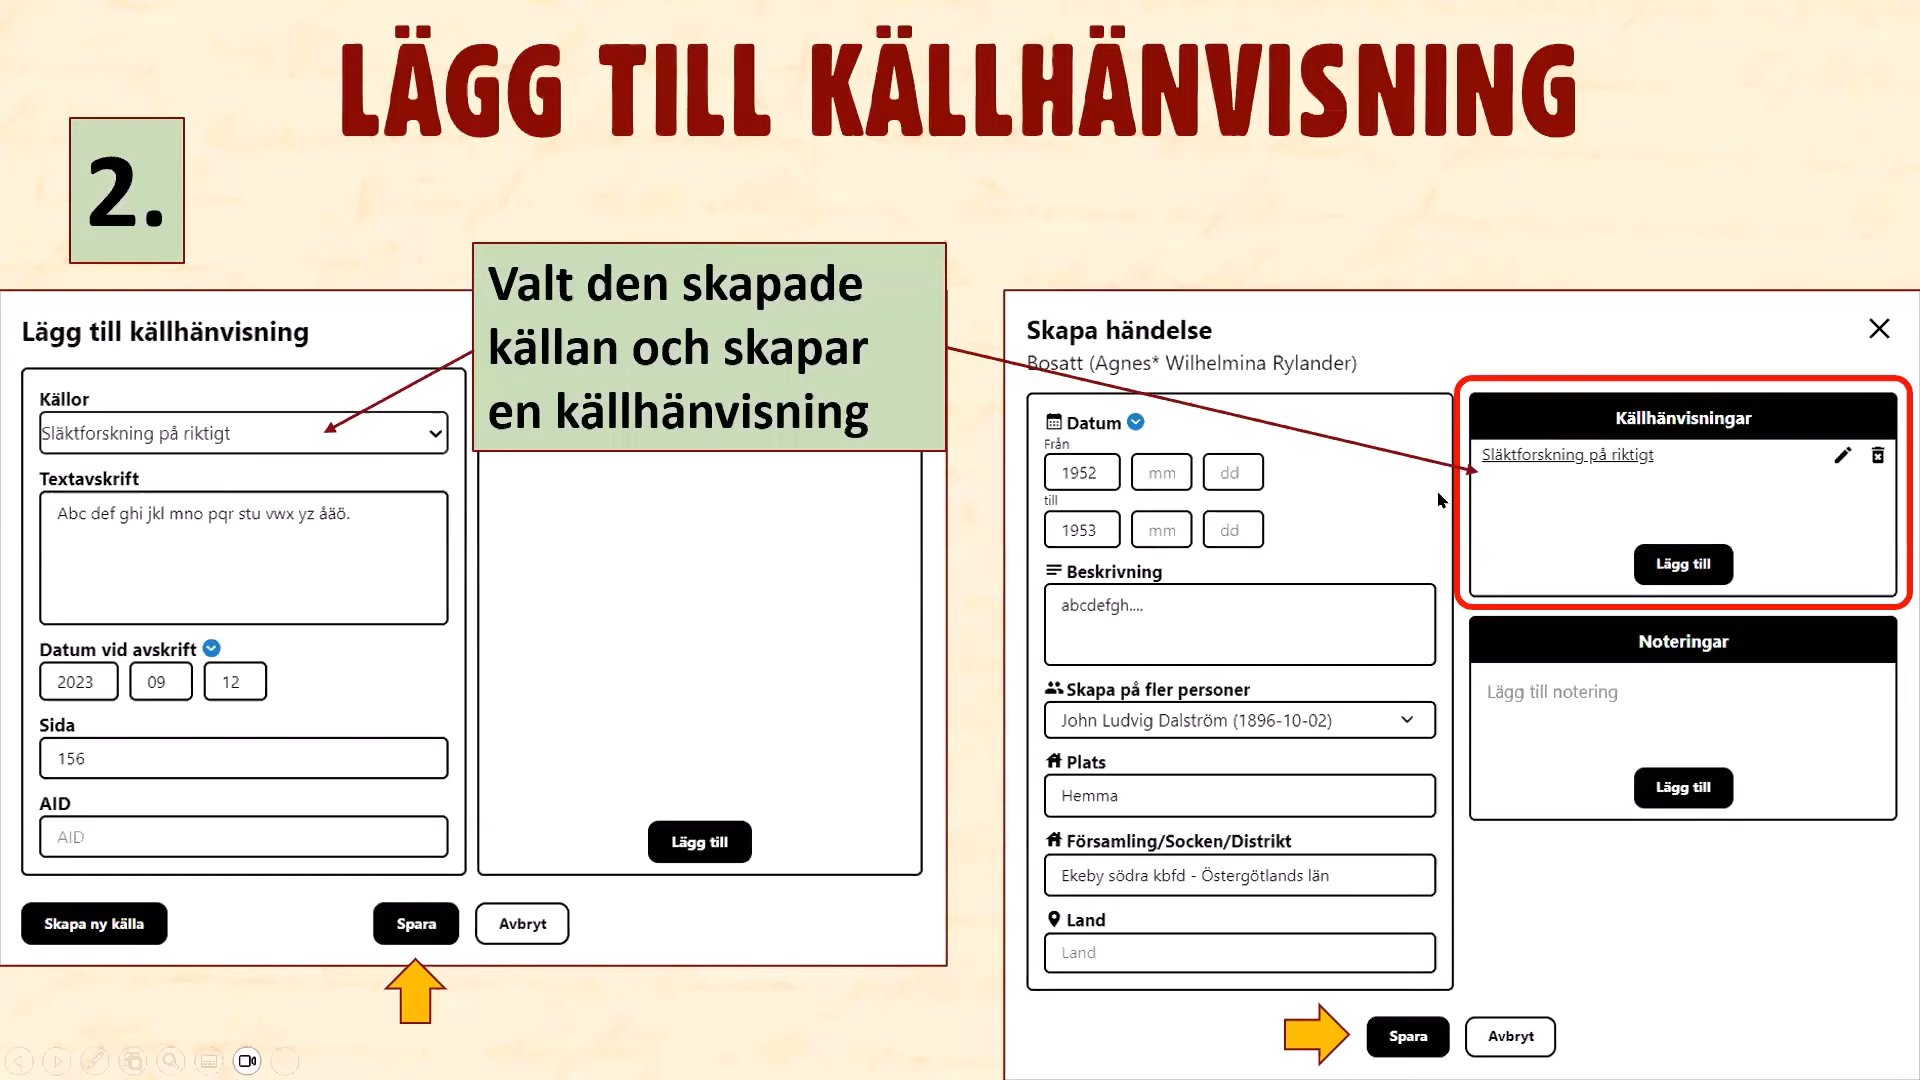 LÄGG TILL KÄLLHÄNVISNING
2.
Valt den skapade
källan och skapar
en källhänvisning
Lägg till källhänvisning
Källor
Släktforskning på riktigt
Textavskrift
Abc def ghi jkl mno pqr stu vwx yz åäö.
Datum vid avskrift
2023 09 12
Sida
156
AID
AID
Lägg till
Skapa ny källa
Spara
Avbryt
Skapa händelse
Bosatt (Agnes* Wilhelmina Rylander)
Datum
Från
1952 mm dd
till
1953 mm dd
Beskrivning
abcdefgh....
Skapa på fler personer
John Ludvig Dalström (1896-10-02)
Plats
Hemma
Församling/Socken/Distrikt
Ekeby södra kbfd - Östergötlands län
Land
Land
Källhänvisningar
Släktforskning på riktigt
Lägg till
Noteringar
Lägg till notering
Lägg till
Spara
Avbryt